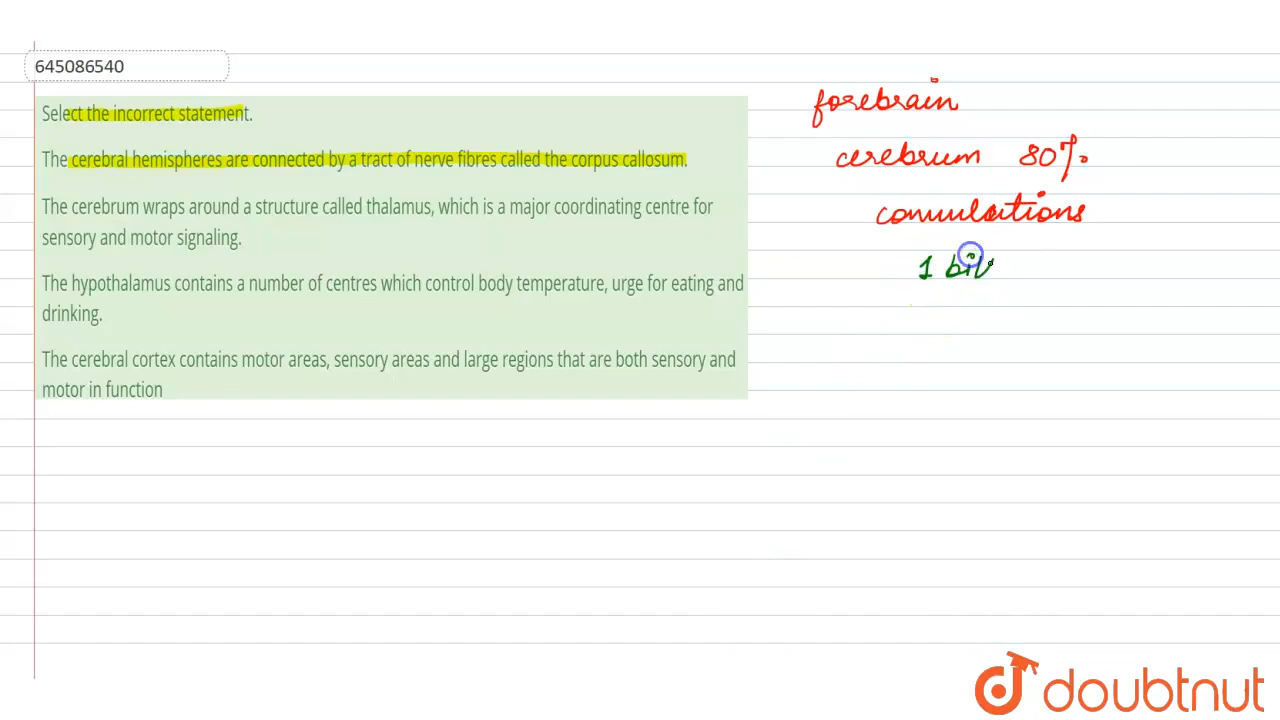 645086540
Select the incorrect statement.
The cerebral hemispheres are connected by a tract of nerve fibres called the corpus callosum.
The cerebrum wraps around a structure called thalamus, which is a major coordinating centre for
sensory and motor signaling.
The hypothalamus contains a number of centres which control body temperature, urge for eating and
drinking.
The cerebral cortex contains motor areas, sensory areas and large regions that are both sensory and
motor in function
forebrain
cerebrum 80%
1
doubtnut